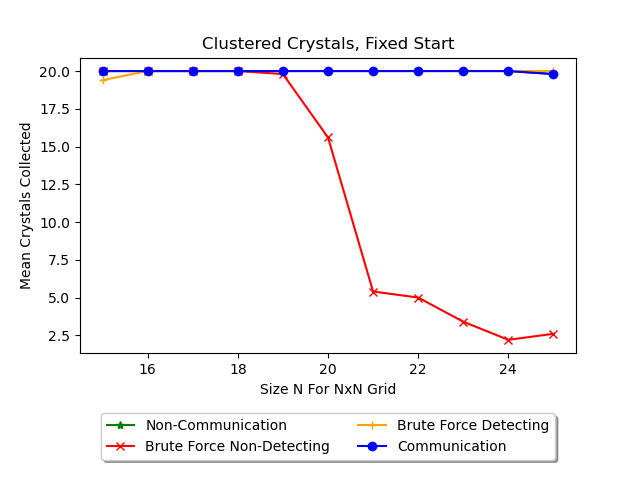 Clustered Crystals, Fixed Start
Mean Crystals Collected
20.0
17.5
15.0
12.5
10.0
7.5
5.0
2.5
16 18 20 22 24
Size N For NxN Grid
Non-Communication
Brute Force Non-Detecting
Brute Force Detecting
Communication